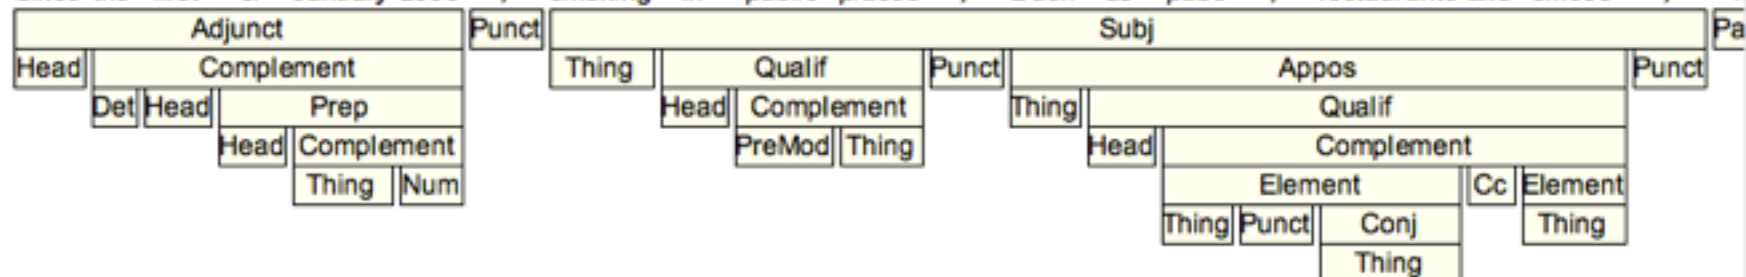 Adjunct Punct Subj Pa
Head Complement Thing Qualif Punct Appos Punct
Det Head Prep Head Complement Thing Qualif
Head Complement PreMod Thing Head Complement
Thing Num Element Cc Element
Thing Punct Conj Thing
Thing